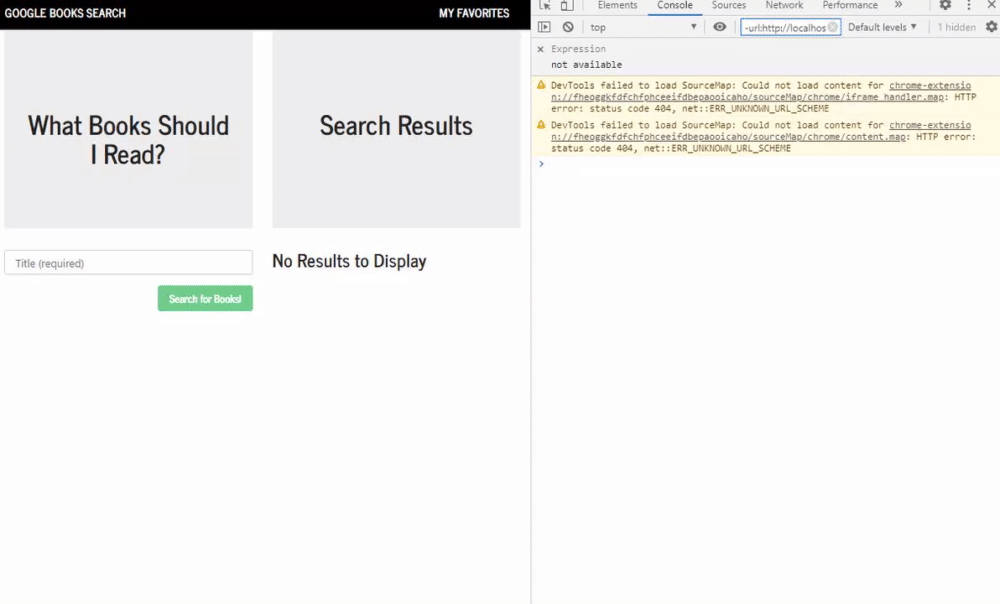 GOOGLE BOOKS SEARCH
MY FAVORITES
What Books Should
I Read?
Search Results
Title (required)
No Results to Display
Search for Books!
Elements Console Sources Network Performance »
top
-url:http://localhos
Default levels ▼
1 hidden
Expression
not available
DevTools failed to load SourceMap: Could not load content for chrome-extensio
n://fheoggkfdfchfphceeifdbepaooicaho/sourceMap/chrome/iframe_handler.map: HTTP
error: status code 404, net::ERR_UNKNOWN_URL_SCHEME
DevTools failed to load SourceMap: Could not load content for chrome-extensio
n://fheoggkfdfchfphceeifdbepaooicaho/sourceMap/chrome/content.map: HTTP error:
status code 404, net::ERR_UNKNOWN_URL_SCHEME